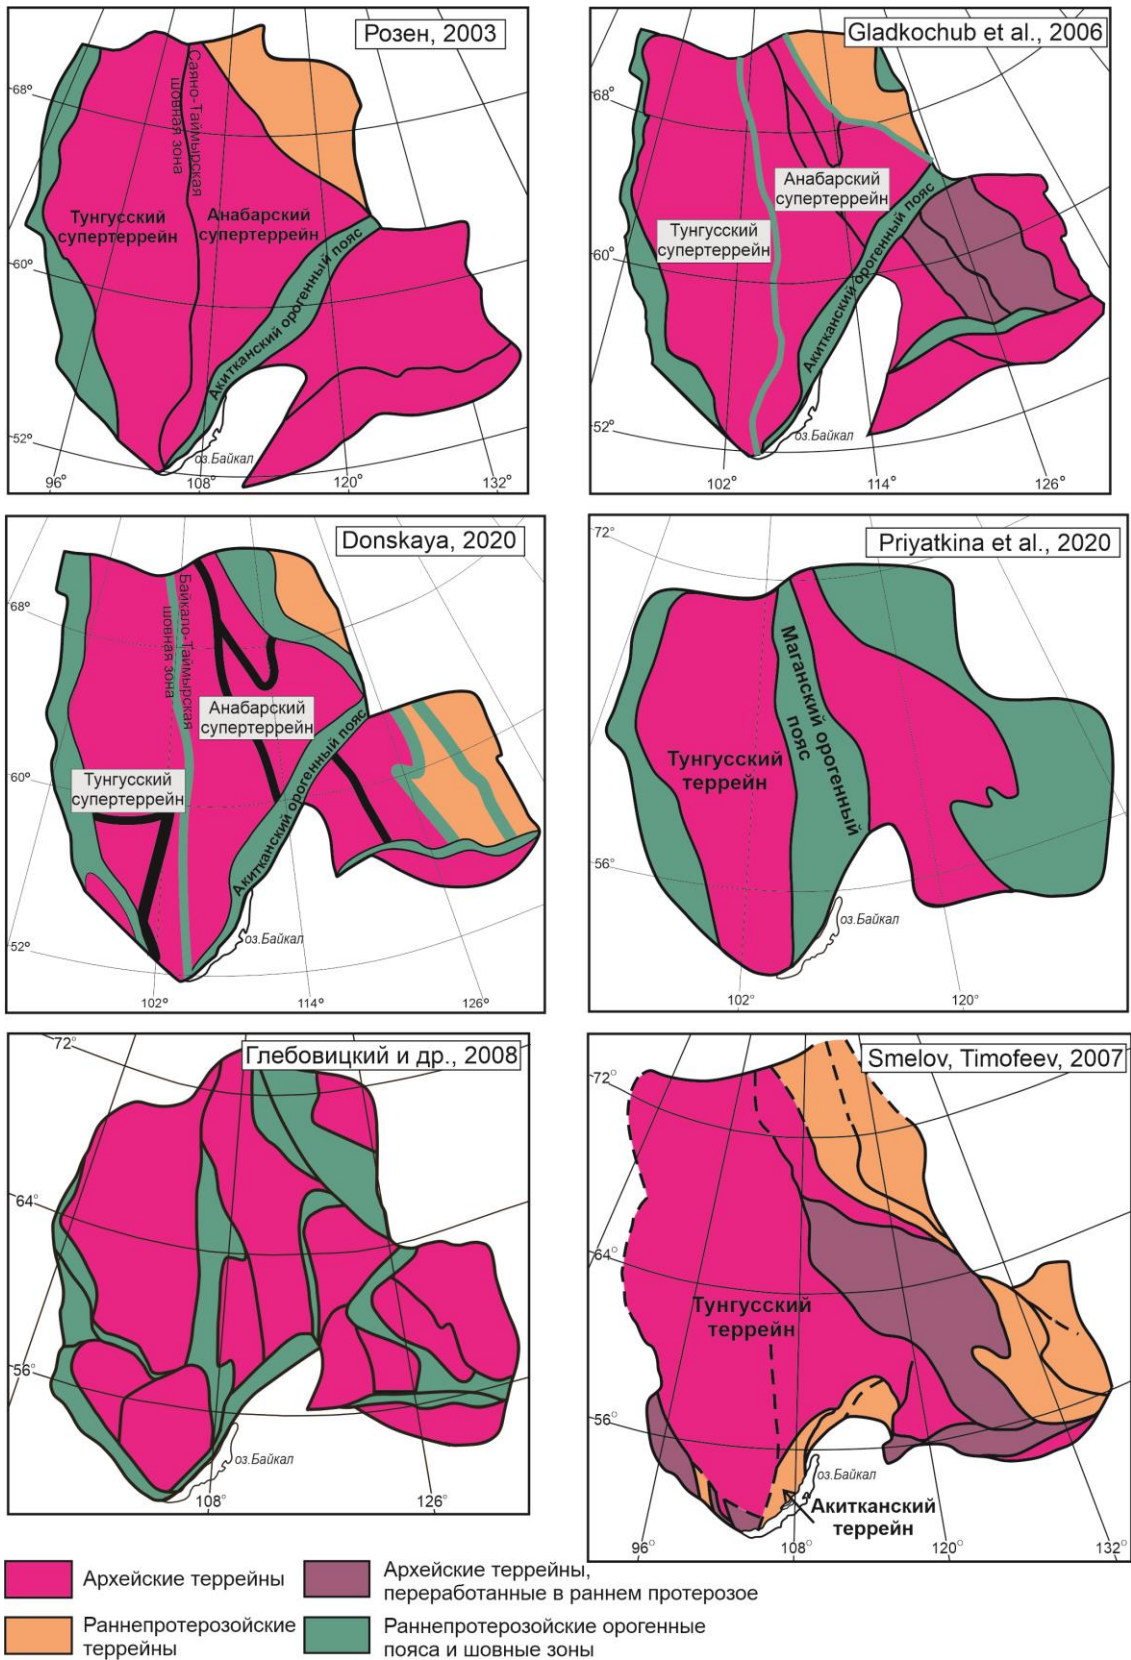 Розен, 2003
68°
60°
52°
96°
108°
120°
132°
Саяно-Таймырская
шовная зона
Тунгусский
супертеррейн
Анабарский
супертеррейн
Акитканский орогенный пояс
оз.Байкал
Gladkochub et al., 2006
68°
60°
52°
102°
114°
126°
Анабарский
супертеррейн
Тунгусский
супертеррейн
Акитканский орогенный пояс
оз.Байкал
Donskaya, 2020
68°
60°
52°
102°
114°
126°
Байкало-Таймырская
шовная зона
Анабарский
супертеррейн
Тунгусский
супертеррейн
Акитканский орогенный пояс
оз.Байкал
Priyatkina et al., 2020
72°
56°
102°
120°
Маганский орогенный
пояс
Тунгусский
террейн
оз.Байкал
Глебовицкий и др., 2008
72°
64°
56°
108°
126°
оз.Байкал
Smelov, Timofeev, 2007
72°
64°
56°
96°
108°
120°
132°
Тунгусский
террейн
оз.Байкал
Акитканский
террейн
Архейские террейны
Архейские террейны,
переработанные в раннем протерозое
Раннепротерозойские
террейны
Раннепротерозойские орогенные
пояса и шовные зоны